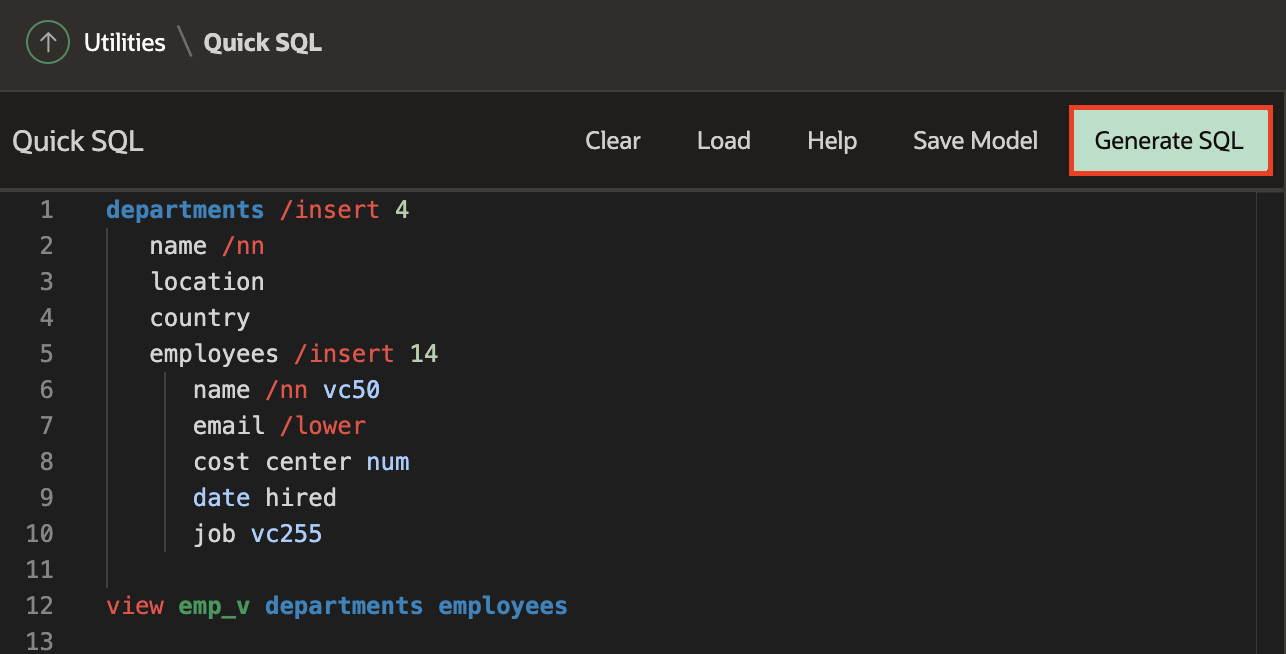 Utilities \ Quick SQL
Quick SQL Clear Load Help Save Model Generate SQL
1 departments /insert 4
2 name /nn
3 location
4 country
5 employees /insert 14
6 name /nn vc50
7 email /lower
8 cost center num
9 date hired
10 job vc255
11
12 view emp_v departments employees
13